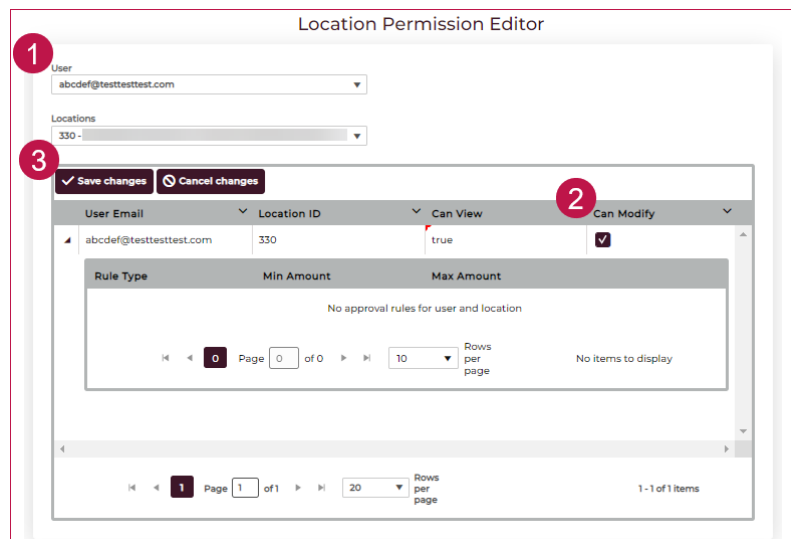 Location Permission Editor
1
User
abcdef@testtesttest.com
Locations
330 -
3
Save changes Cancel changes
2
User Email Location ID Can View Can Modify
abcdef@testtesttest.com 330 true
Rule Type Min Amount Max Amount
No approval rules for user and location
0 Page 0 of 0 10 Rows per page No items to display
1 Page 1 of 1 20 Rows per page 1 - 1 of 1 items